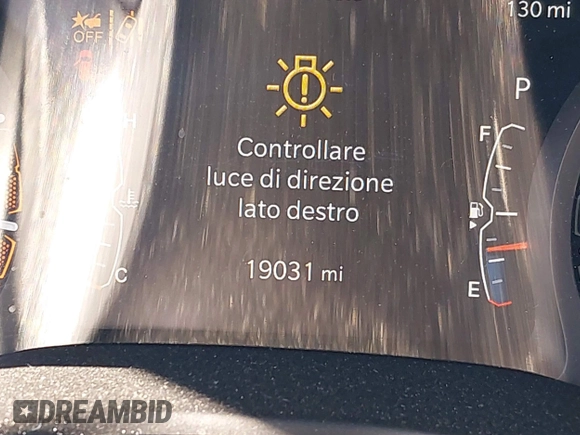 130 mi
OFF
P
H
F
Controllare
luce di direzione
lato destro
19031 mi
C
E
DREAMBID